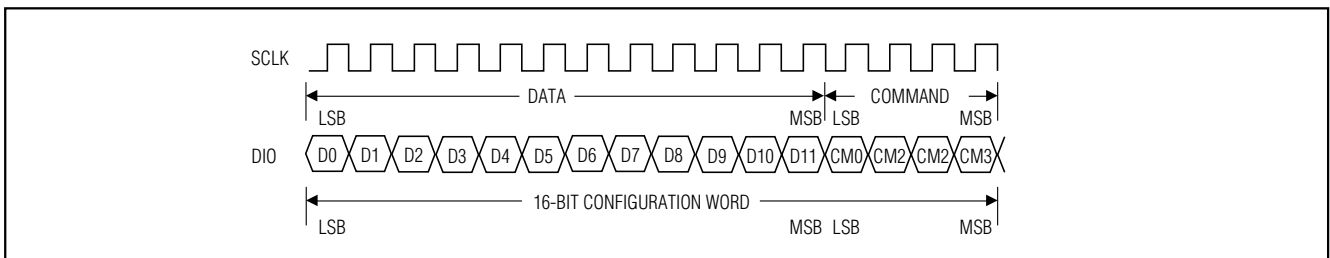 SCLK
DATA COMMAND
LSB MSB LSB MSB
DIO D0 D1 D2 D3 D4 D5 D6 D7 D8 D9 D10 D11 CM0 CM2 CM2 CM3
16-BIT CONFIGURATION WORD
LSB MSB LSB MSB